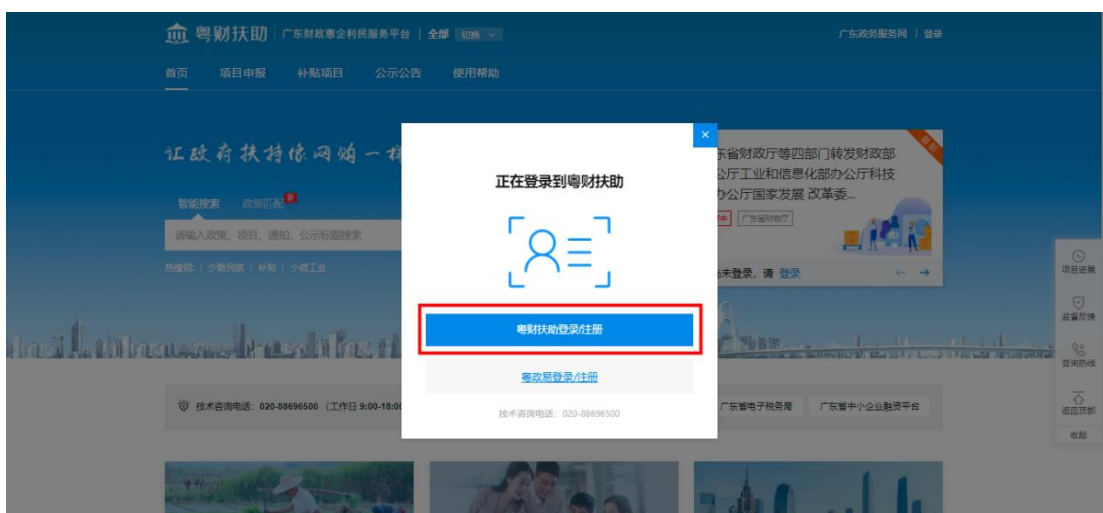 粤财扶助 | 广东财政惠企利民服务平台 | 全部 切换
广东政务服务网 | 登录
首页 项目申报 补贴项目 公示公告 使用帮助
让政府扶持像网购一样
智能搜索 政策匹配
请输入政策、项目、通知、公示标题搜索
热搜词: | 少数民族 | 补贴 | 小微工业
×
正在登录到粤财扶助
粤财扶助登录/注册
粤政易登录/注册
技术咨询电话:020-88696500
东省财政厅等四部门转发财政部
公厅工业和信息化部办公厅科技
办公厅国家发展 改革委...
广东省财政厅
未登录,请 登录 ← →
项目进展
监督反馈
咨询热线
返回顶部
收起
技术咨询电话:020-88696500 (工作日 9:00-18:00
广东省电子税务局 广东省中小企业融资平台